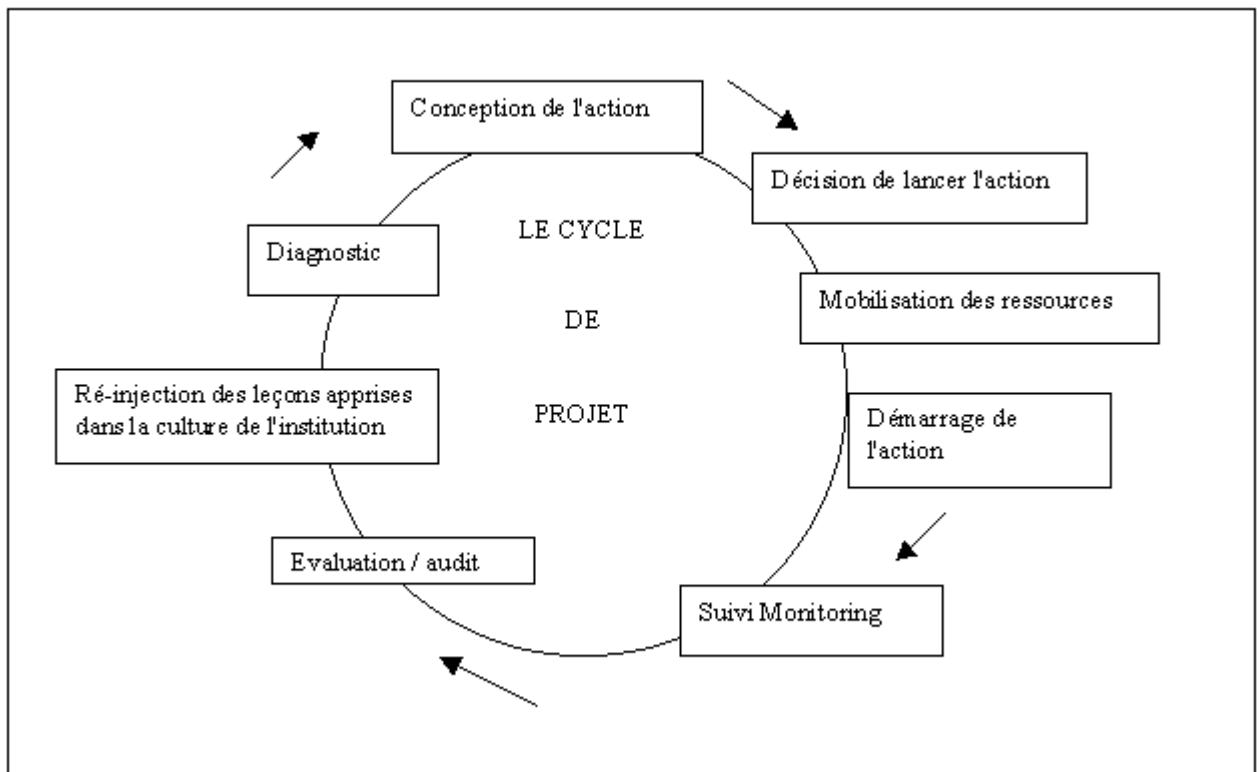 Conception de l'action
Décision de lancer l'action
LE CYCLE
Diagnostic
Mobilisation des ressources
DE
Ré-injection des leçons apprises
dans la culture de l'institution
PROJET
Démarrage de
l'action
Evaluation / audit
Suivi Monitoring